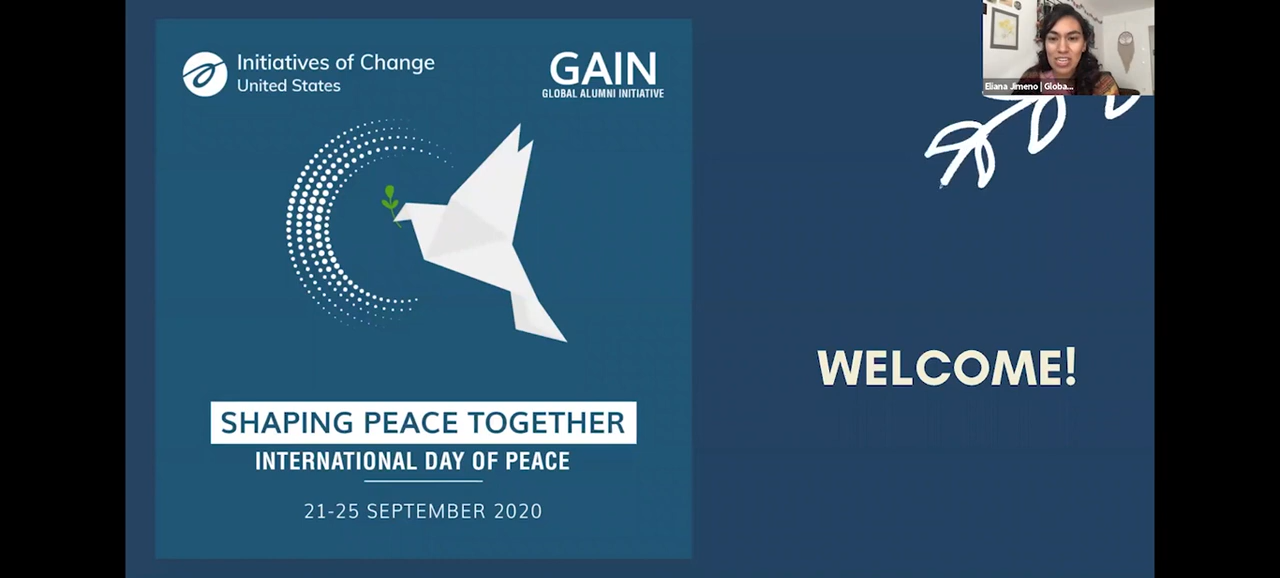 Initiatives of Change
United States
GAIN
GLOBAL ALUMNI INITIATIVE
SHAPING PEACE TOGETHER
INTERNATIONAL DAY OF PEACE
21-25 SEPTEMBER 2020
WELCOME!
Eliana Jimeno | Globa...